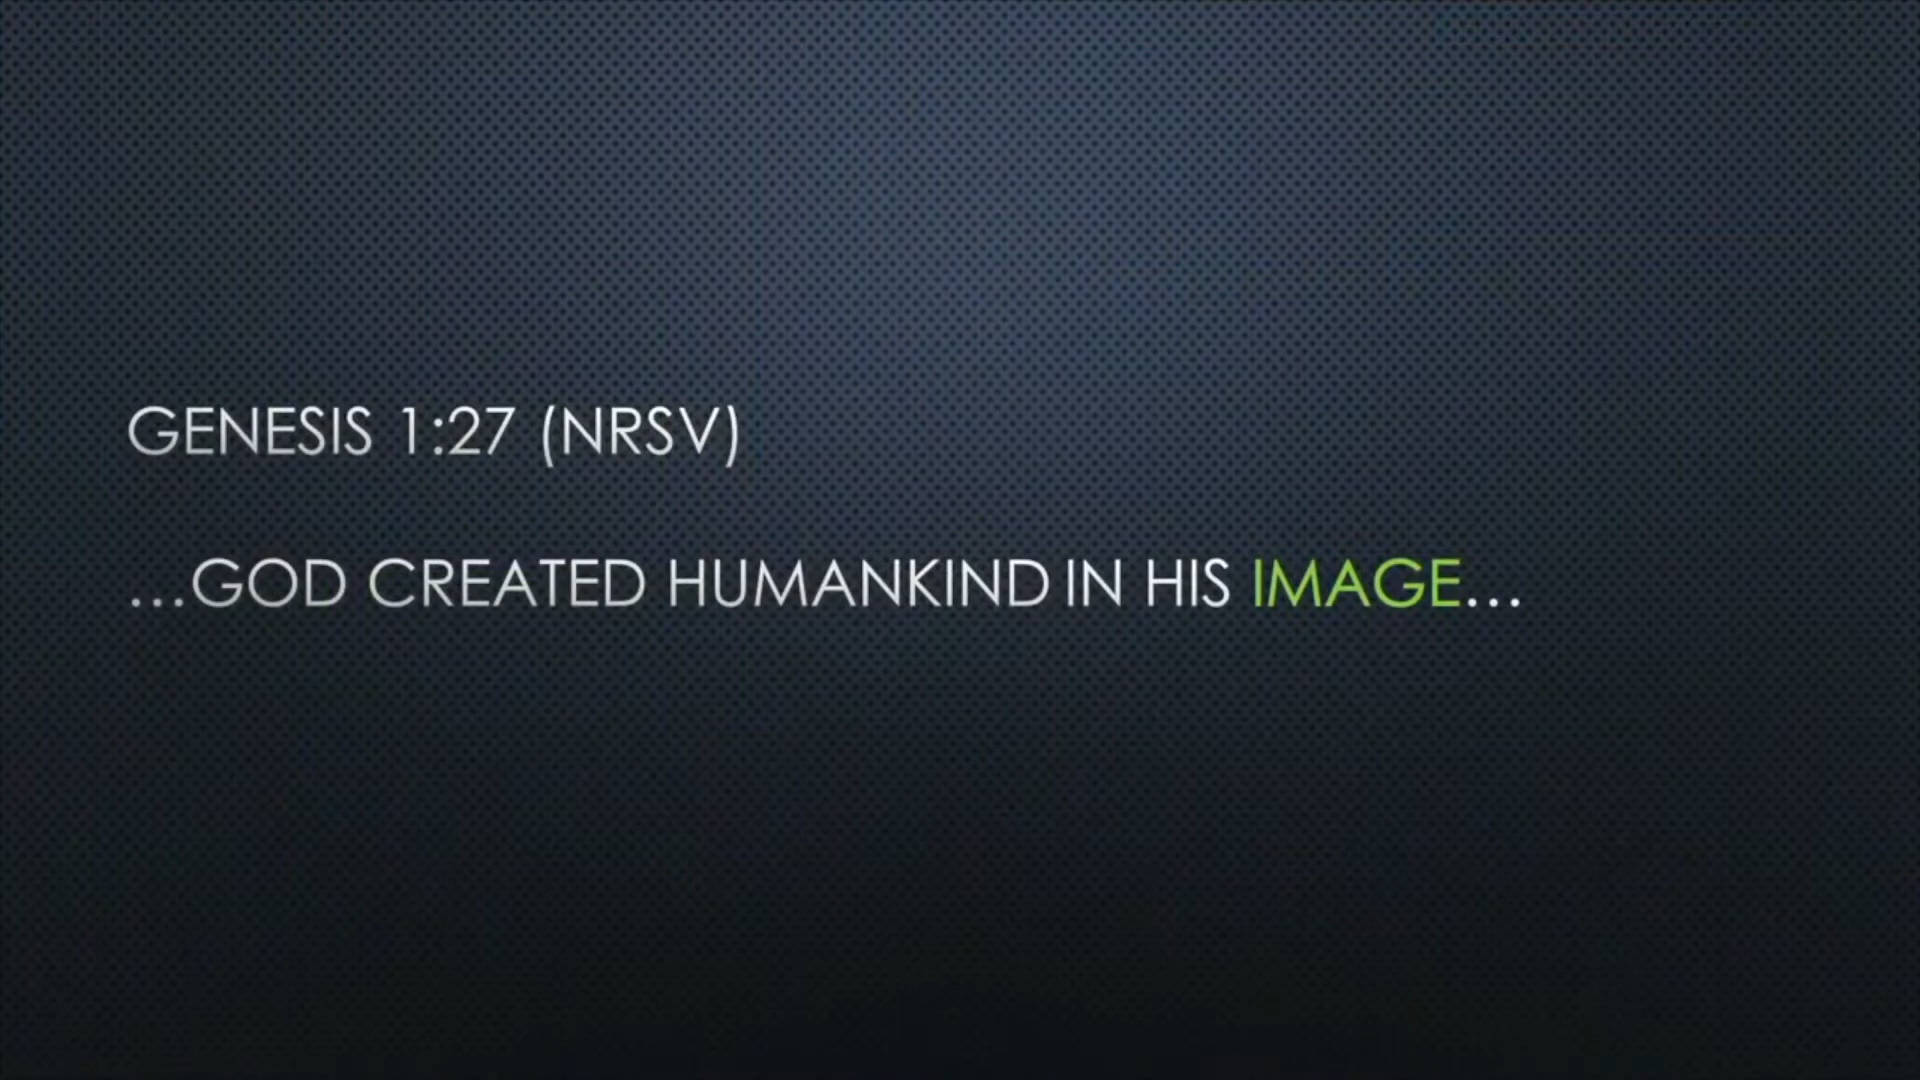 GENESIS 1:27 (NRSV)
…GOD CREATED HUMANKIND IN HIS IMAGE…